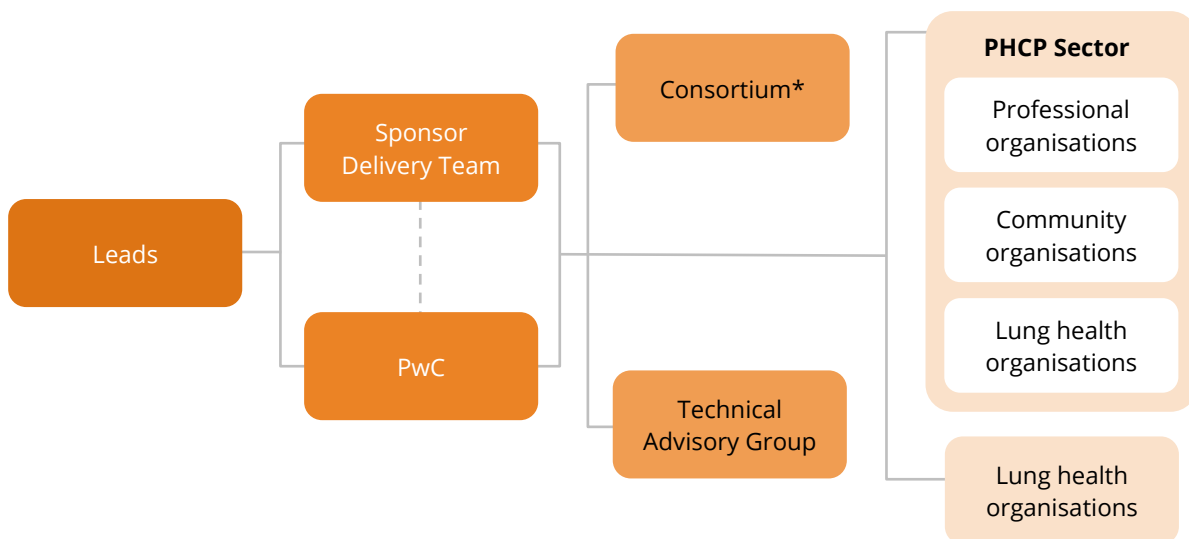 Leads
Sponsor
Delivery Team
PwC
Consortium*
Technical
Advisory Group
PHCP Sector
Professional
organisations
Community
organisations
Lung health
organisations
Lung health
organisations